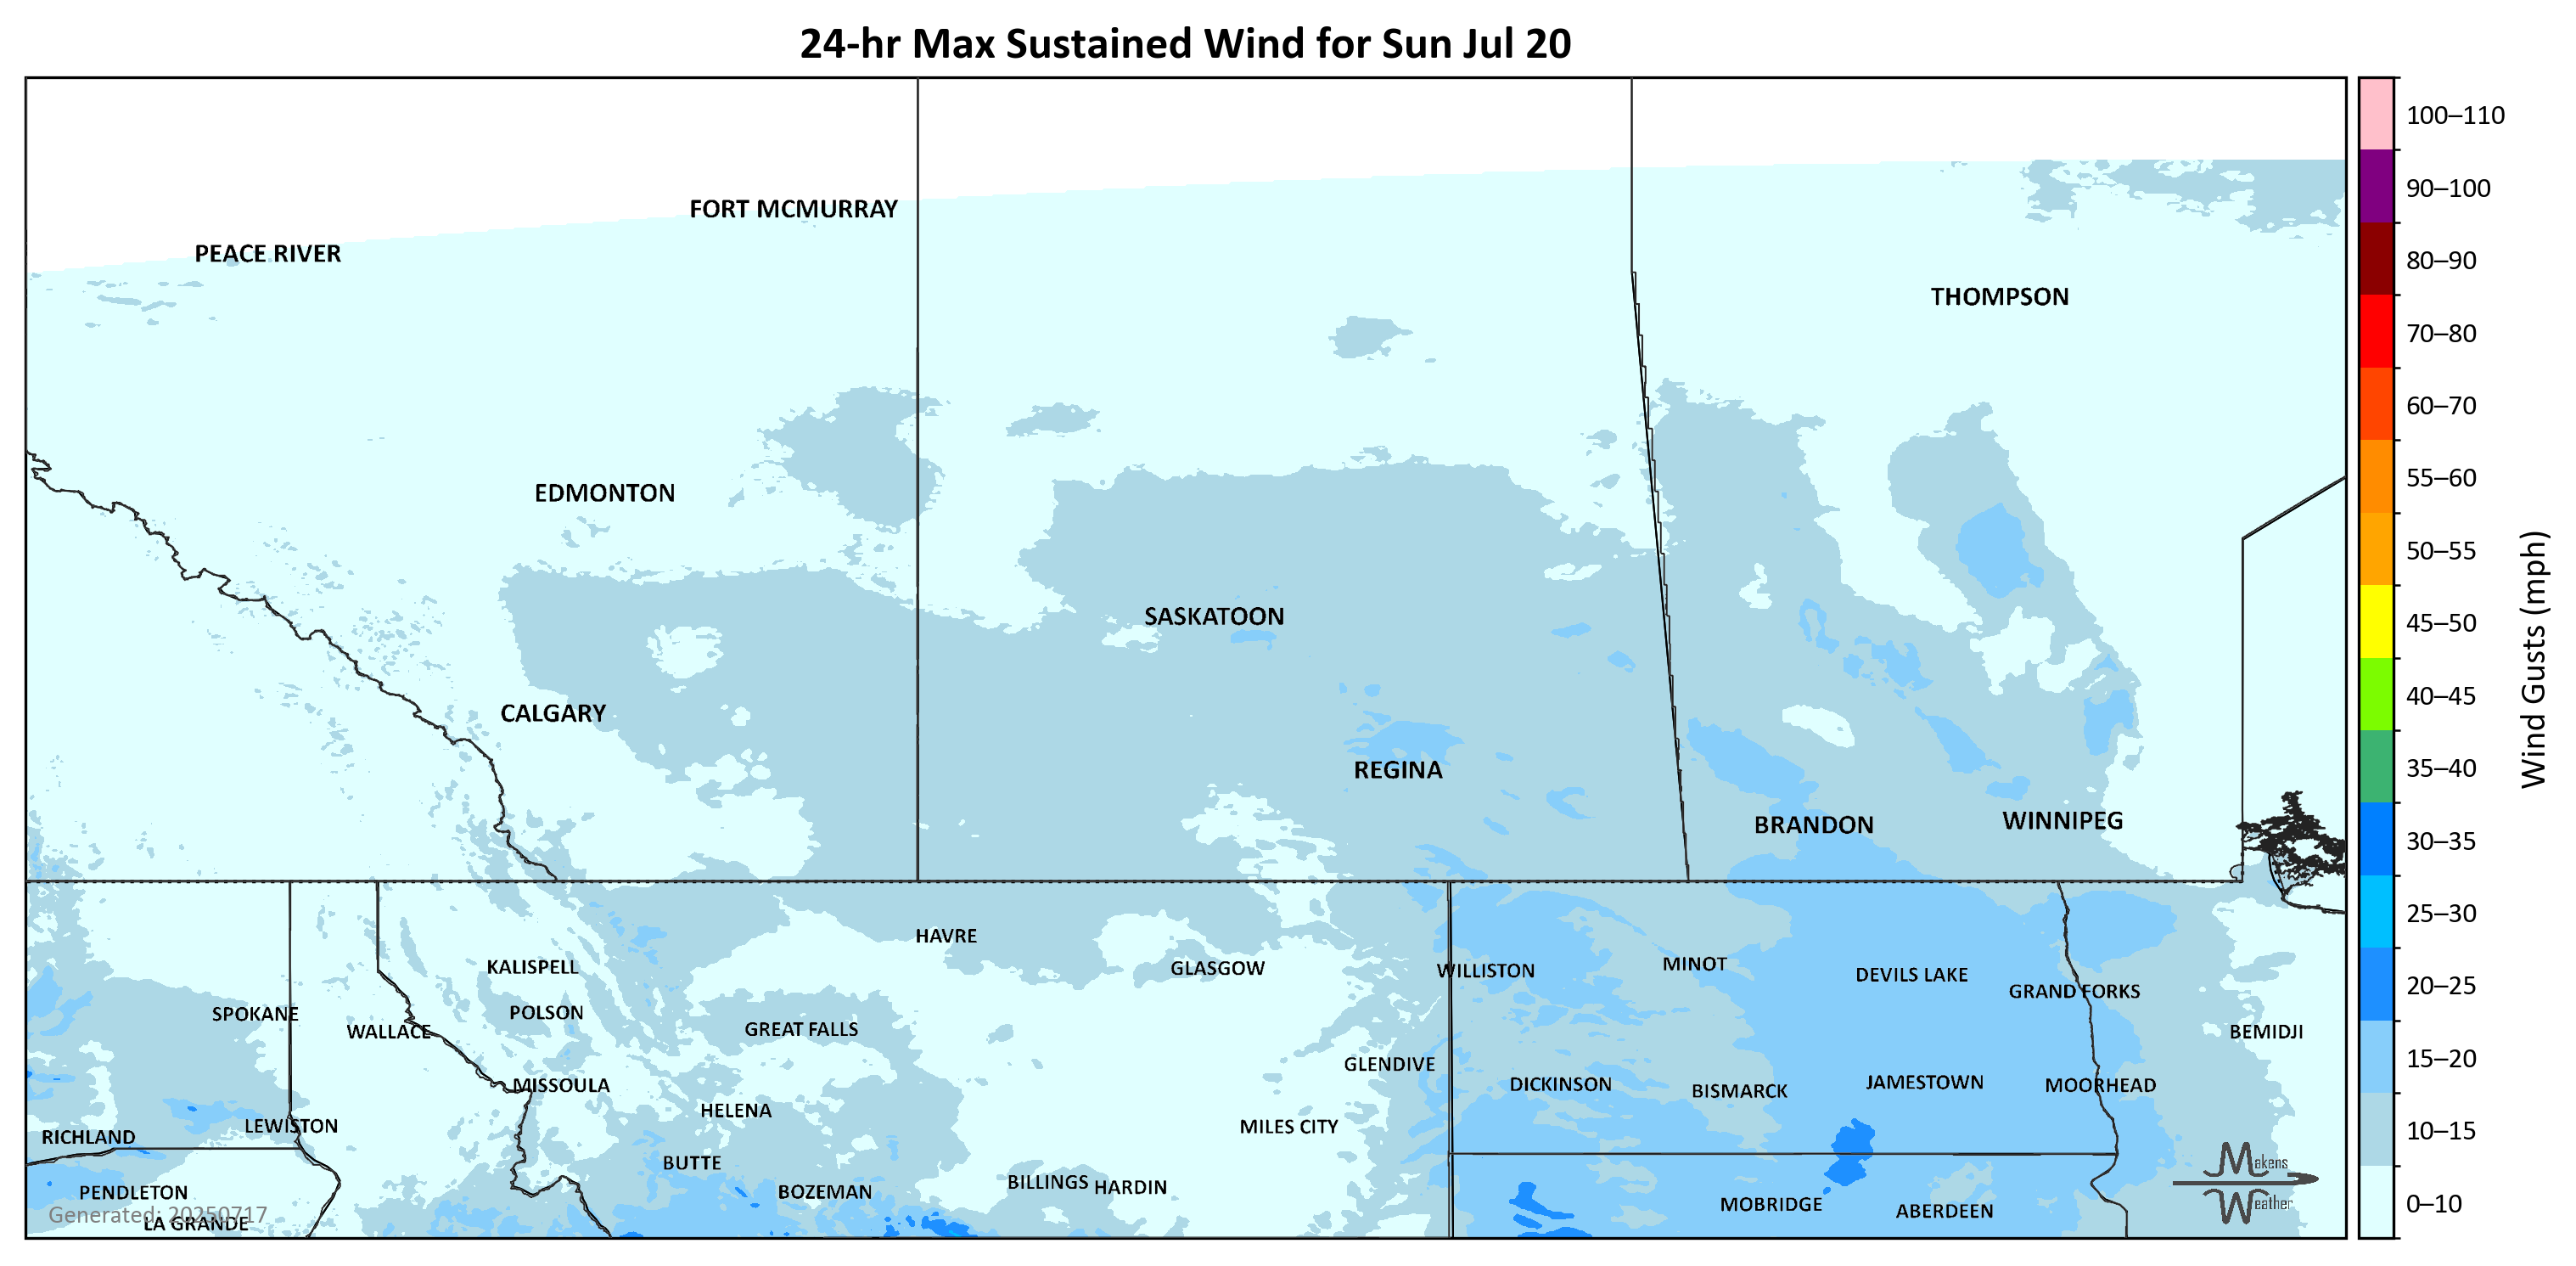 24-hr Max Sustained Wind for Sun Jul 20
100–110
FORT MCMURRAY
90–100
PEACE RIVER
80–90
THOMPSON
70–80
60–70
EDMONTON
55–60
50–55
SASKATOON
45–50
Wind Gusts (mph)
CALGARY
40–45
REGINA
35–40
BRANDON
WINNIPEG
30–35
HAVRE
25–30
KALISPELL
GLASGOW
WILLISTON
MINOT
DEVILS LAKE
20–25
GRAND FORKS
SPOKANE
POLSON
WALLACE
GREAT FALLS
BEMIDJI
GLENDIVE
15–20
MISSOULA
DICKINSON
BISMARCK
JAMESTOWN
MOORHEAD
HELENA
LEWISTON
MILES CITY
RICHLAND
10–15
BUTTE
Makens
Weather
PENDLETON
BOZEMAN
BILLINGS
HARDIN
MOBRIDGE
ABERDEEN
0–10
Generated: 20250717
LA GRANDE